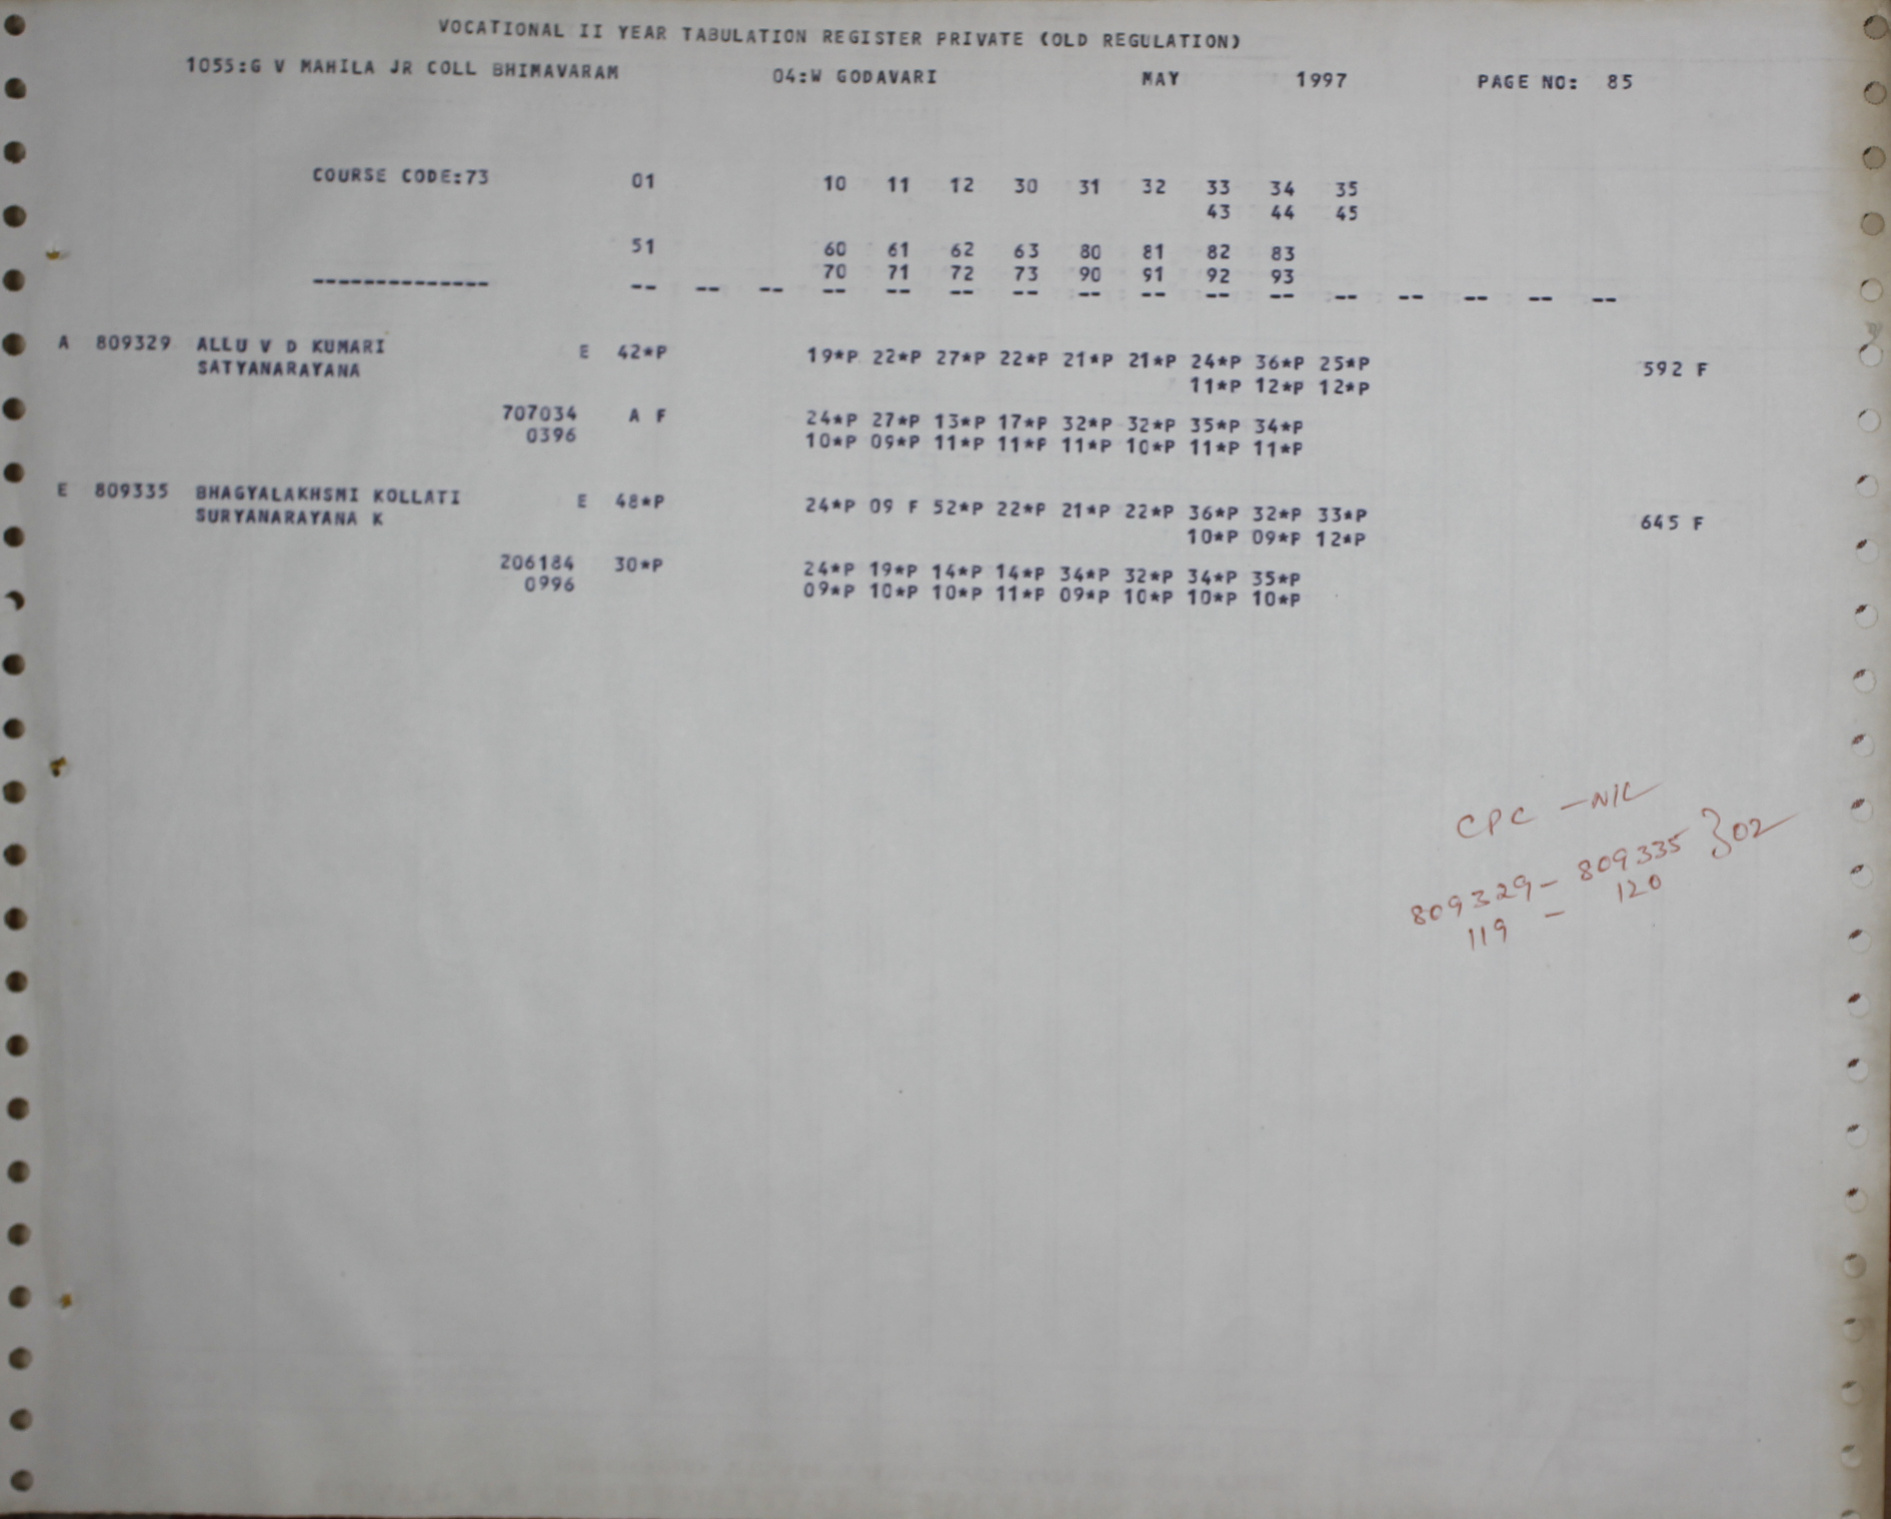 VOCATIONAL II YEAR TABULATION REGISTER PRIVATE (OLD REGULATION)
1055:G V MAHILA JR COLL BHIMAVARAM 04:W GODAVARI MAY 1997 PAGE NO: 85
COURSE CODE:73 01 10 11 12 30 31 32 33 34 35
43 44 45
51 60 61 62 63 80 81 82 83
70 71 72 73 90 91 92 93
-------------- -- -- -- -- -- -- -- -- -- -- -- -- -- -- -- --
A 809329 ALLU V D KUMARI E 42*P 19*P 22*P 27*P 22*P 21*P 21*P 24*P 36*P 25*P 592 F
SATYANARAYANA 11*P 12*P 12*P
707034 A F 24*P 27*P 13*P 17*P 32*P 32*P 35*P 34*P
0396 10*P 09*P 11*P 11*P 11*P 10*P 11*P 11*P
E 809335 BHAGYALAKHSMI KOLLATI E 48*P 24*P 09 F 52*P 22*P 21*P 22*P 36*P 32*P 33*P 645 F
SURYANARAYANA K 10*P 09*P 12*P
206184 30*P 24*P 19*P 14*P 14*P 34*P 32*P 34*P 35*P
0996 09*P 10*P 10*P 11*P 09*P 10*P 10*P 10*P
CPC - NIL
809329 - 809335 } 02
119 - 120